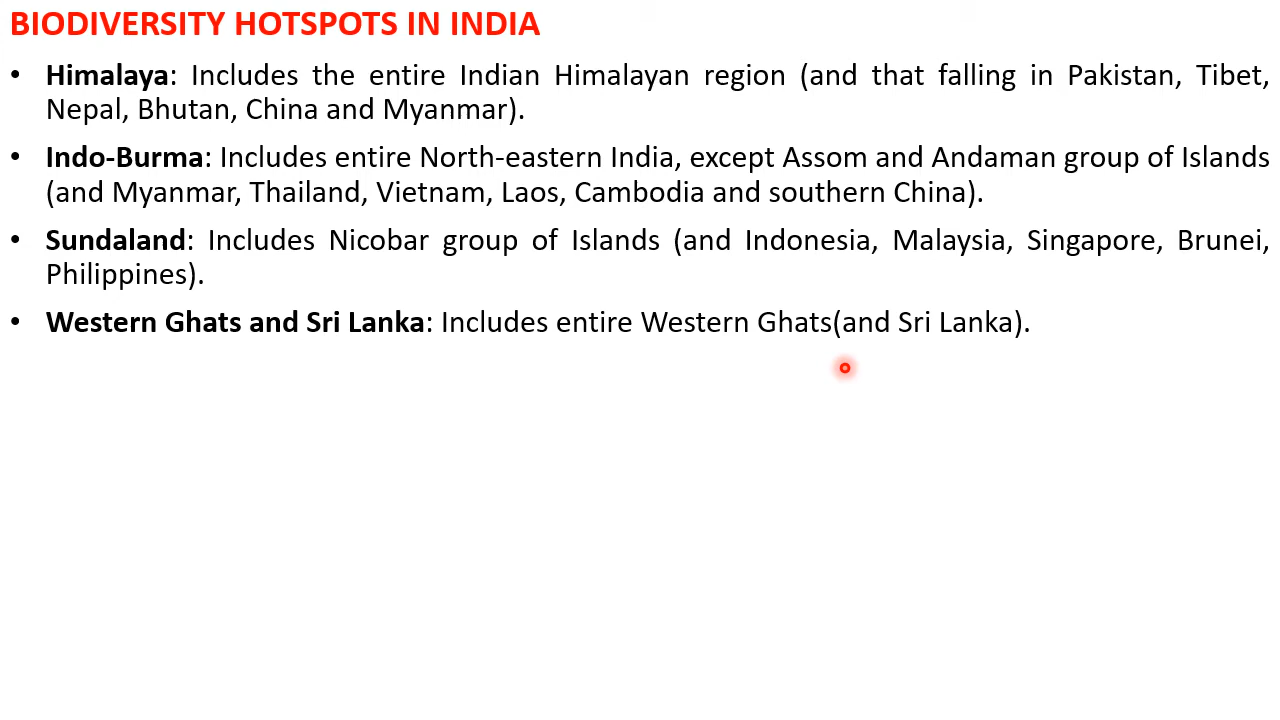 BIODIVERSITY HOTSPOTS IN INDIA
• Himalaya: Includes the entire Indian Himalayan region (and that falling in Pakistan, Tibet,
Nepal, Bhutan, China and Myanmar).
• Indo-Burma: Includes entire North-eastern India, except Assom and Andaman group of Islands
(and Myanmar, Thailand, Vietnam, Laos, Cambodia and southern China).
• Sundaland: Includes Nicobar group of Islands (and Indonesia, Malaysia, Singapore, Brunei,
Philippines).
• Western Ghats and Sri Lanka: Includes entire Western Ghats(and Sri Lanka).